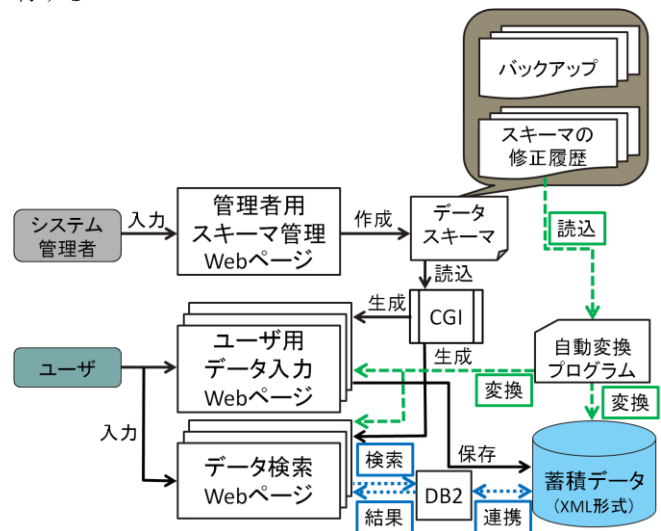 バックアップ
スキーマの
修正履歴
システム
管理者
入力
管理者用
スキーマ管理
Webページ
作成
データ
スキーマ
読込
読込
生成
CGI
生成
ユーザ
ユーザ用
データ入力
Webページ
自動変換
プログラム
変換
変換
入力
データ検索
Webページ
検索
結果
DB2
保存
連携
蓄積データ
(XML形式)